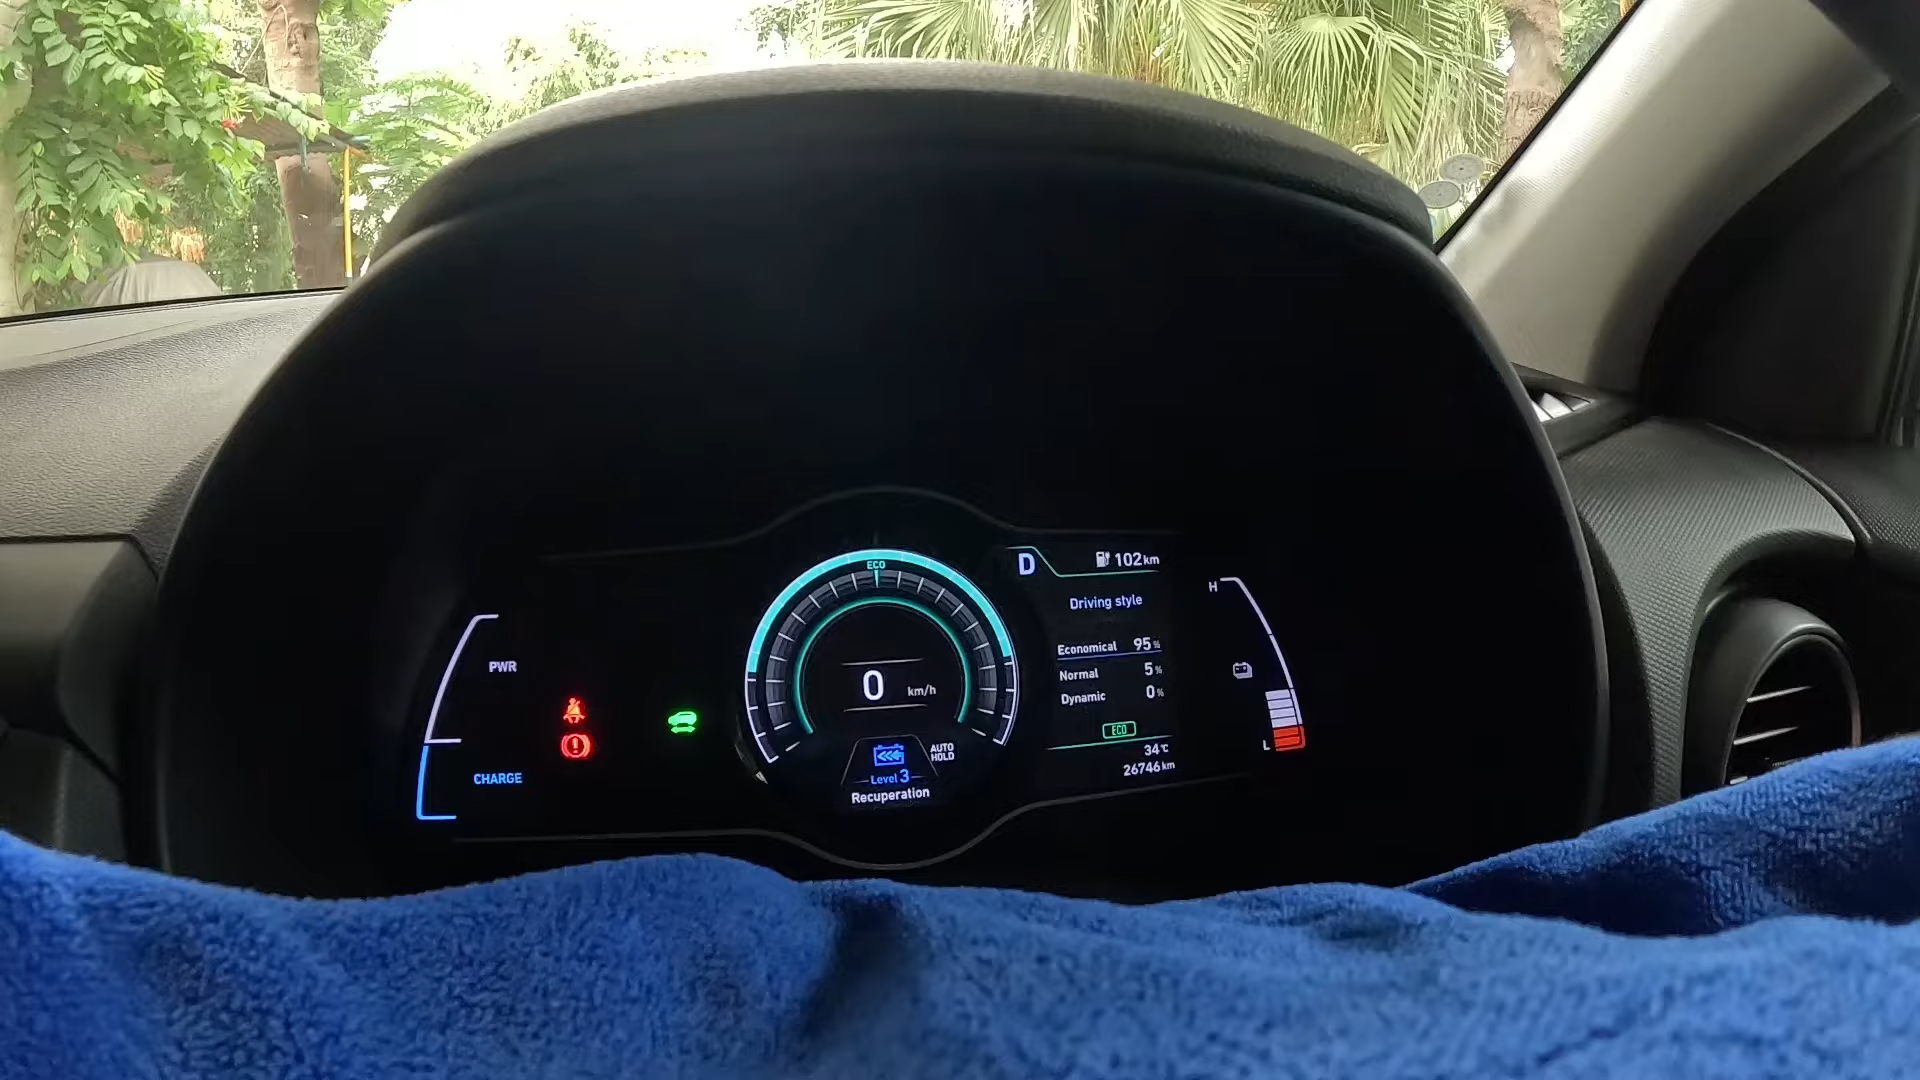 ECO
D
102 km
Driving style
H
PWR
Economical 95 %
Normal 5 %
Dynamic 0 %
0 km/h
ECO
L
CHARGE
AUTO HOLD
Level 3
Recuperation
34 °C
26746 km